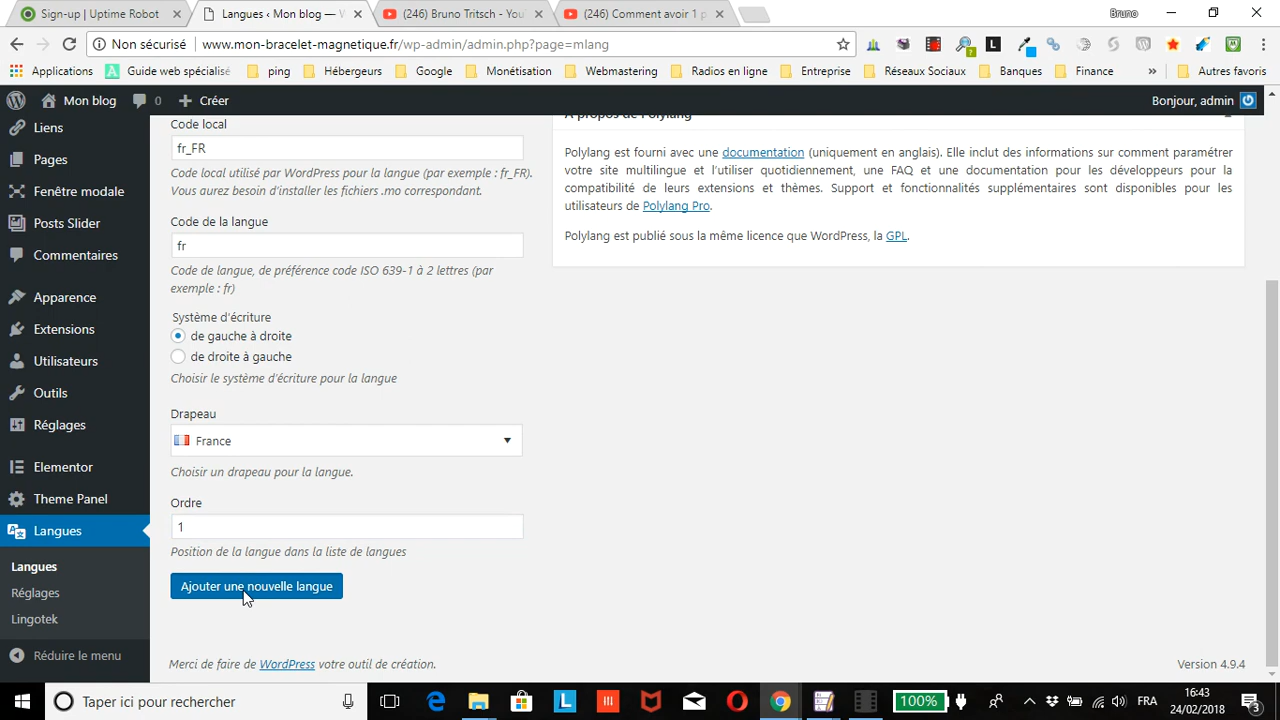 Sign-up | Uptime Robot
Langues ‹ Mon blog —
(246) Bruno Tritsch - You
(246) Comment avoir 1 p
Bruno
Non sécurisé
www.mon-bracelet-magnetique.fr/wp-admin/admin.php?page=mlang
Applications
Guide web spécialisé
ping
Hébergeurs
Google
Monétisation
Webmastering
Radios en ligne
Entreprise
Réseaux Sociaux
Banques
Finance
»
Autres favoris
Mon blog
0
Créer
Bonjour, admin
Liens
Pages
Fenêtre modale
Posts Slider
Commentaires
Apparence
Extensions
Utilisateurs
Outils
Réglages
Elementor
Theme Panel
Langues
Langues
Réglages
Lingotek
Réduire le menu
Code local
fr_FR
Code local utilisé par WordPress pour la langue (par exemple : fr_FR).
Vous aurez besoin d'installer les fichiers .mo correspondant.
Code de la langue
fr
Code de langue, de préférence code ISO 639-1 à 2 lettres (par
exemple : fr)
Système d'écriture
de gauche à droite
de droite à gauche
Choisir le système d'écriture pour la langue
Drapeau
France
Choisir un drapeau pour la langue.
Ordre
1
Position de la langue dans la liste de langues
Ajouter une nouvelle langue
A propos de Polylang
Polylang est fourni avec une documentation (uniquement en anglais). Elle inclut des informations sur comment paramétrer
votre site multilingue et l'utiliser quotidiennement, une FAQ et une documentation pour les développeurs pour la
compatibilité de leurs extensions et thèmes. Support et fonctionnalités supplémentaires sont disponibles pour les
utilisateurs de Polylang Pro.
Polylang est publié sous la même licence que WordPress, la GPL.
Merci de faire de WordPress votre outil de création.
Version 4.9.4
Taper ici pour rechercher
100%
FRA
16:43
24/02/2018
3